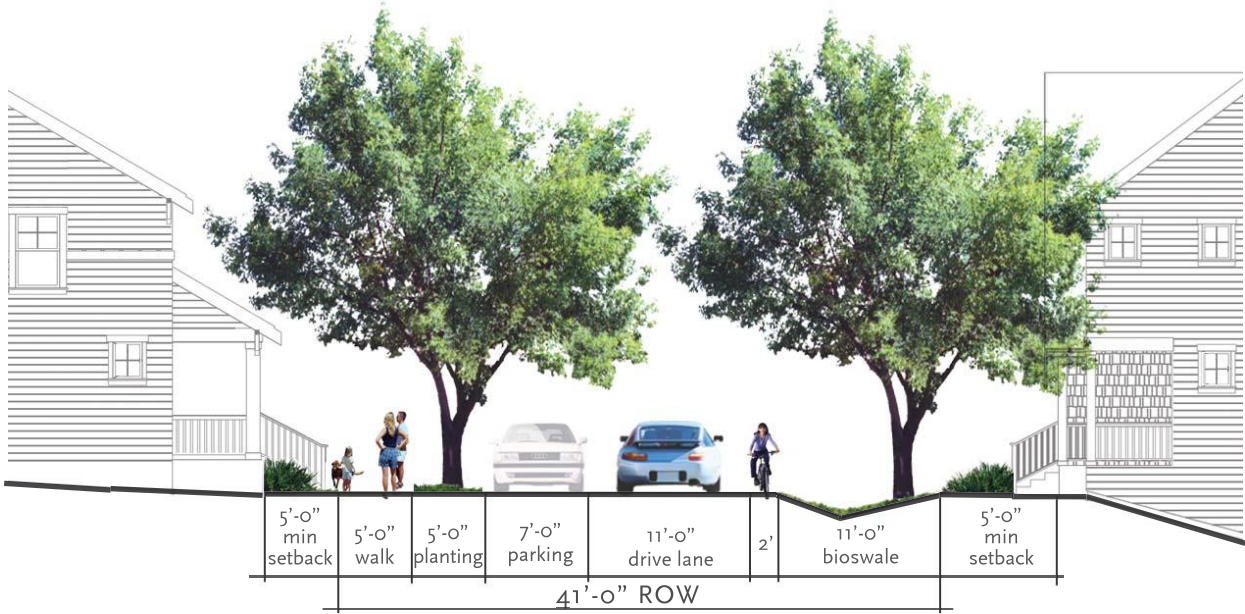 5'-0"
min
setback
5'-0"
walk
5'-0"
planting
7'-0"
parking
11'-0"
drive lane
2'
11'-0"
bioswale
5'-0"
min
setback
41'-0" ROW